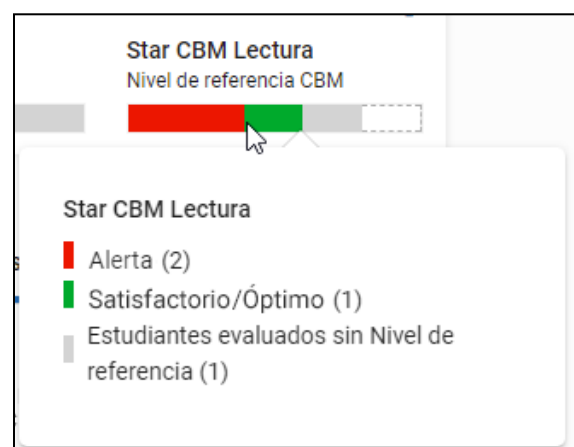 Star CBM Lectura
Nivel de referencia CBM
Star CBM Lectura
Alerta (2)
Satisfactorio/Óptimo (1)
Estudiantes evaluados sin Nivel de
referencia (1)